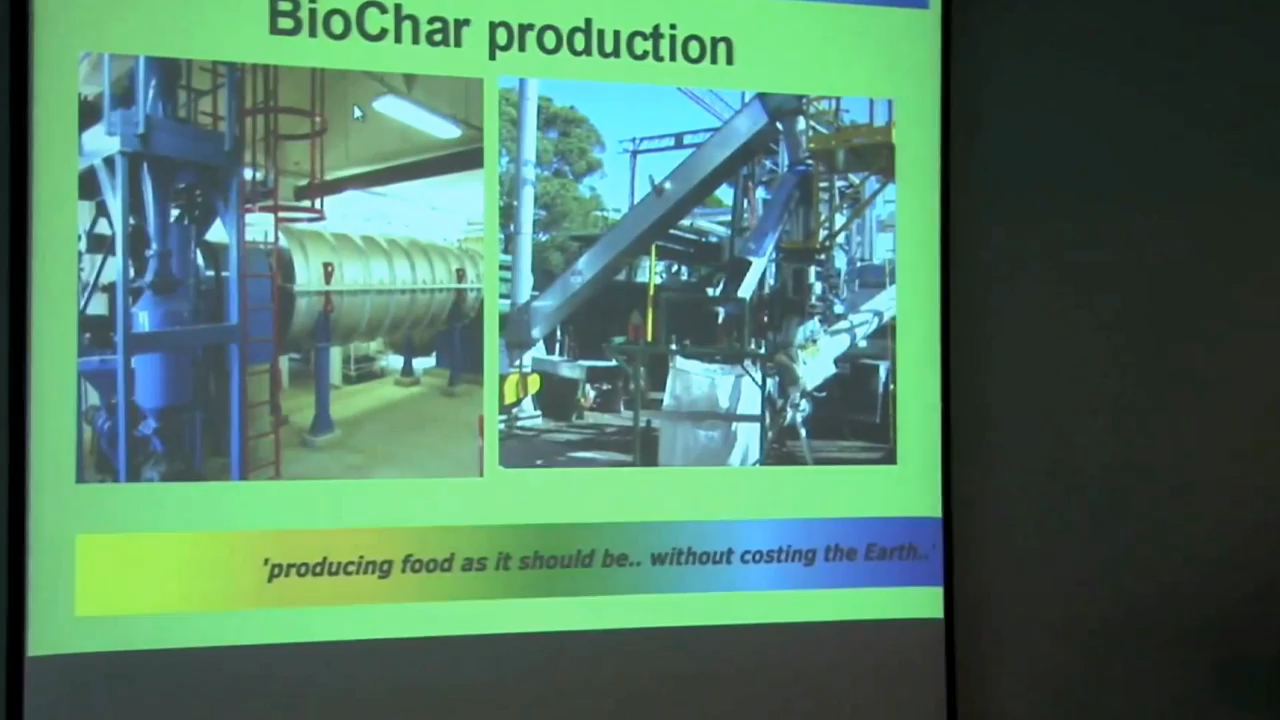 BioChar production
'producing food as it should be.. without costing the Earth..'